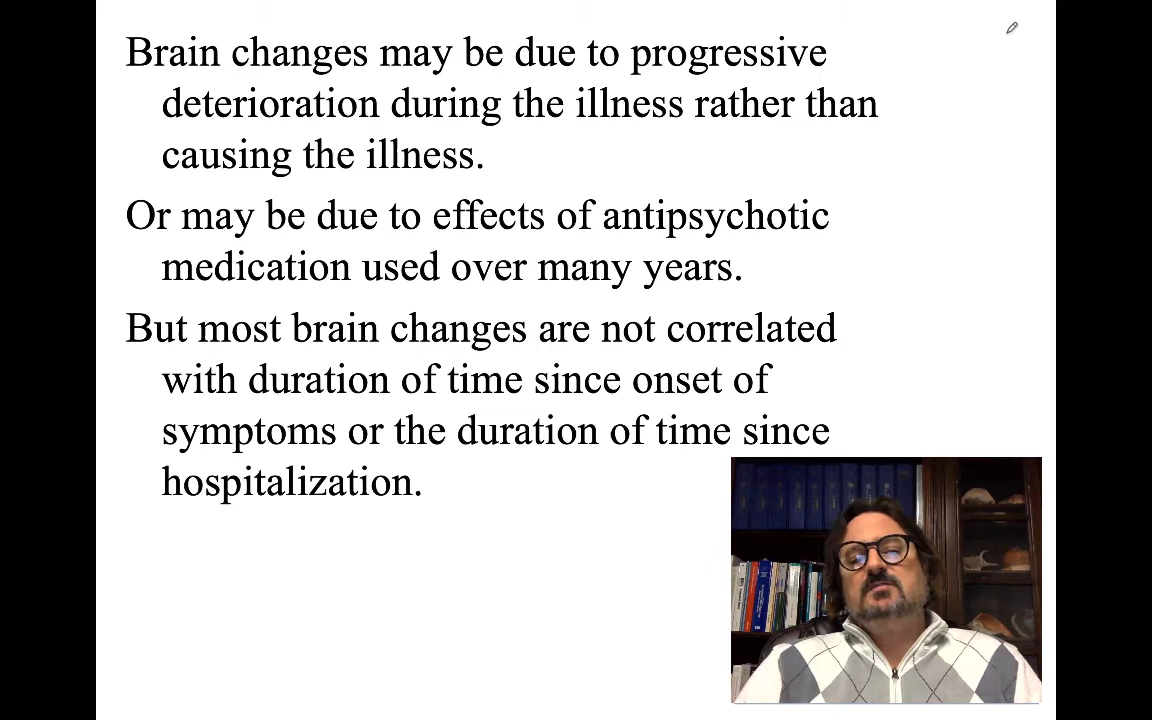 Brain changes may be due to progressive
deterioration during the illness rather than
causing the illness.
Or may be due to effects of antipsychotic
medication used over many years.
But most brain changes are not correlated
with duration of time since onset of
symptoms or the duration of time since
hospitalization.